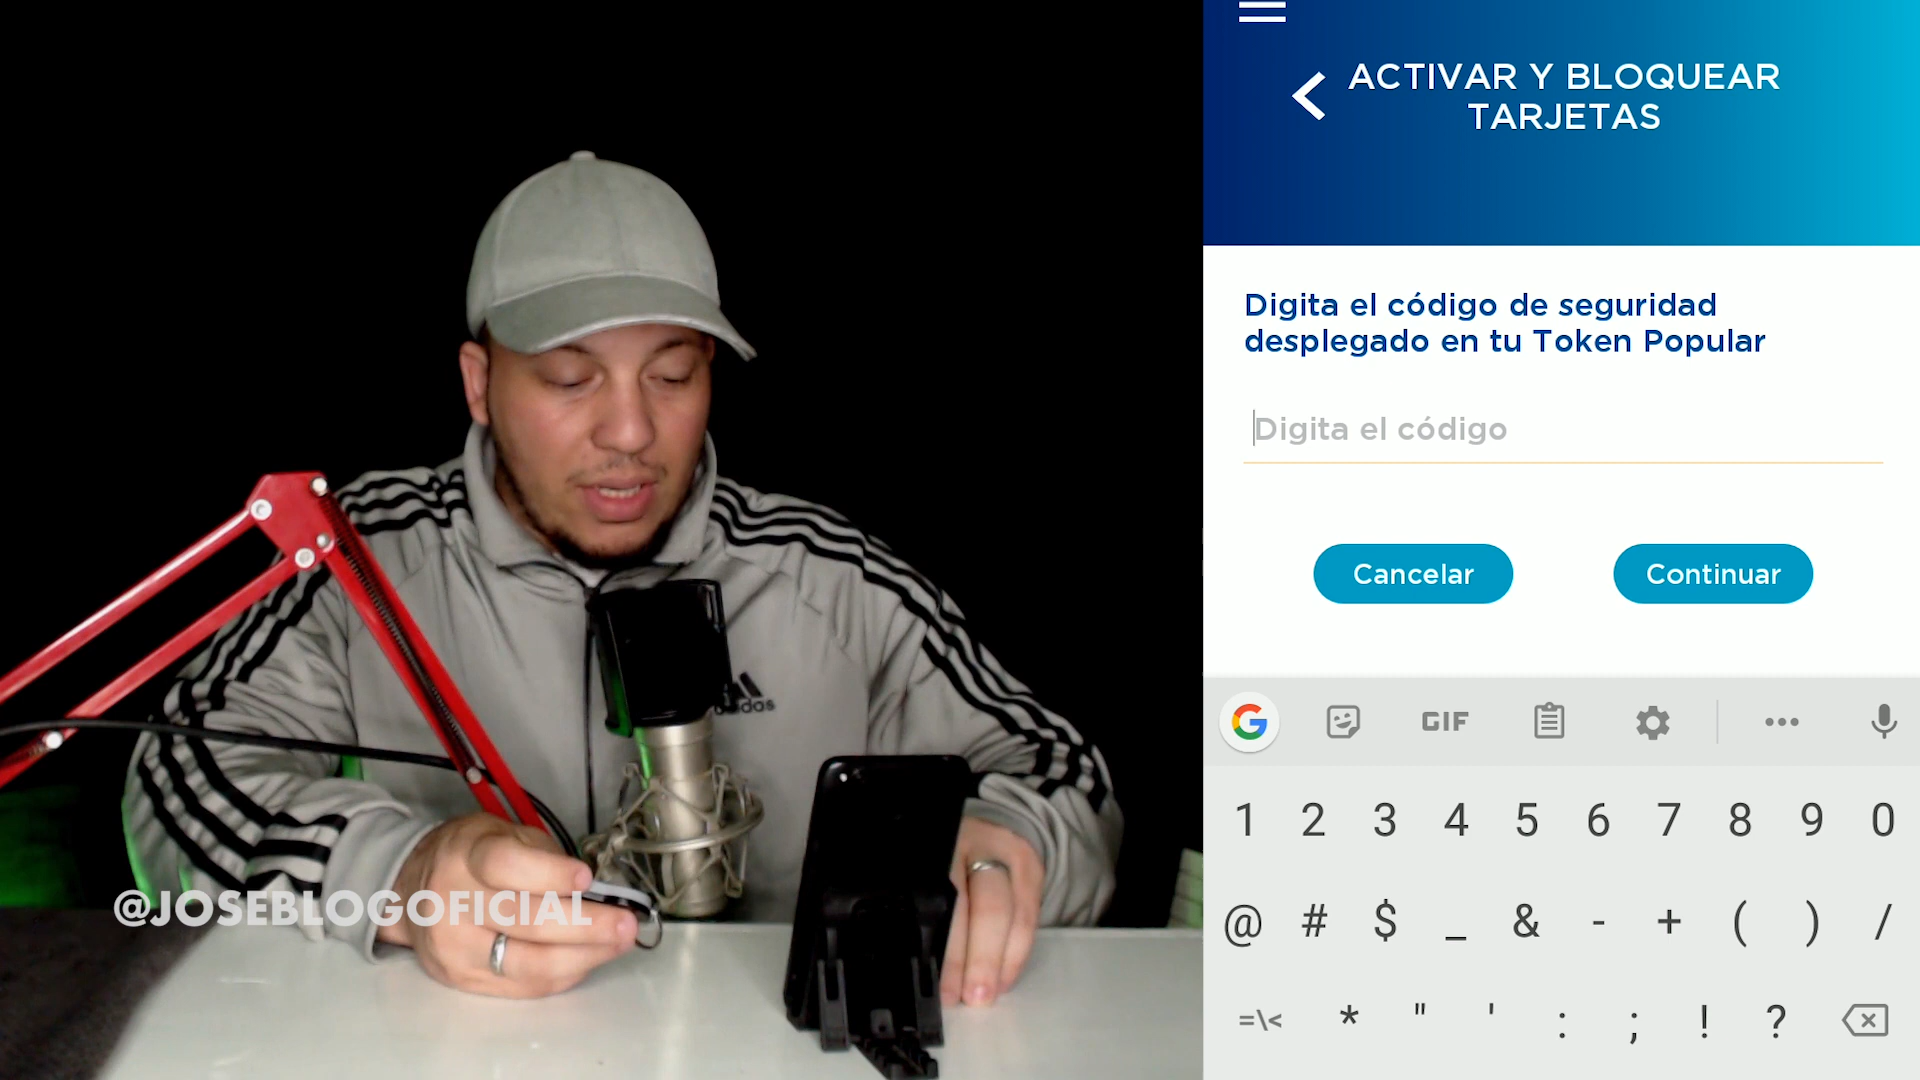 ACTIVAR Y BLOQUEAR
TARJETAS
Digita el código de seguridad
desplegado en tu Token Popular
Digita el código
Cancelar
Continuar
G
GIF
1 2 3 4 5 6 7 8 9 0
@ # $ _ & - + ( ) /
=\< * " ' : ; ! ?
adidas
@JOSEBLOGOFICIAL